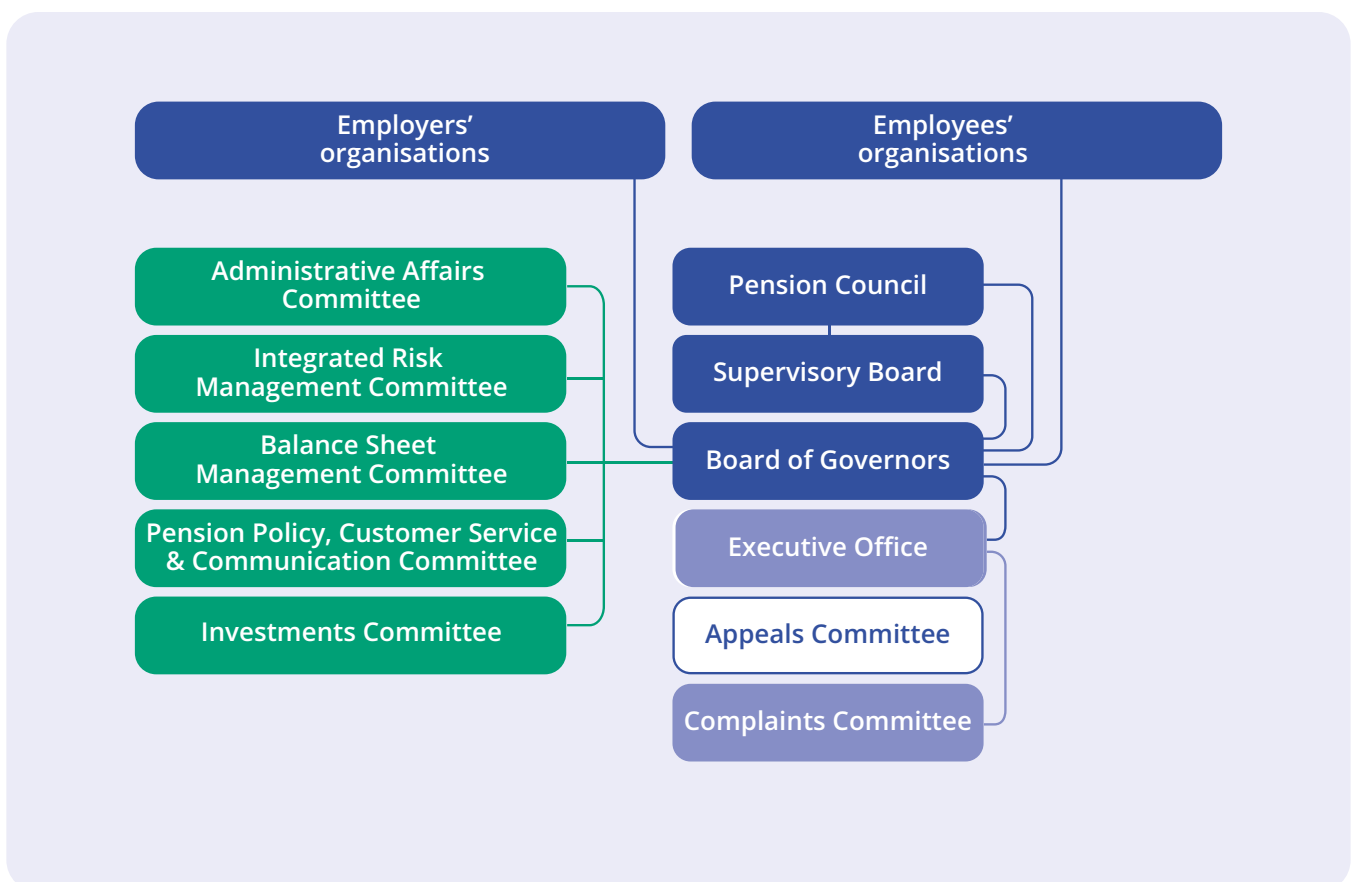 Employers’
organisations
Employees’
organisations
Administrative Affairs
Committee
Integrated Risk
Management Committee
Balance Sheet
Management Committee
Pension Policy, Customer Service
& Communication Committee
Investments Committee
Pension Council
Supervisory Board
Board of Governors
Executive Office
Appeals Committee
Complaints Committee